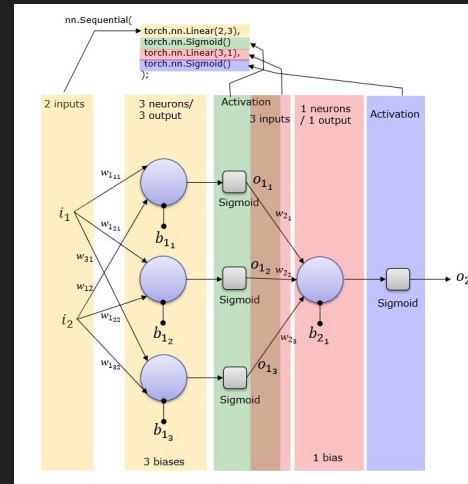 nn.Sequential(
torch.nn.Linear(2,3),
torch.nn.Sigmoid()
torch.nn.Linear(3,1),
torch.nn.Sigmoid()
);
2 inputs
3 neurons/
3 output
Activation
3 inputs
1 neurons
/ 1 output
Activation
w₁₁₁
i₁
w₁₂₁
w₃₁
w₁₂
i₂
w₁₂₂
w₁₃₂
b₁₁
b₁₂
b₁₃
Sigmoid
o₁₁
Sigmoid
o₁₂
Sigmoid
o₁₃
w₂₁
w₂₂
w₂₃
b₂₁
Sigmoid
o₂
3 biases
1 bias